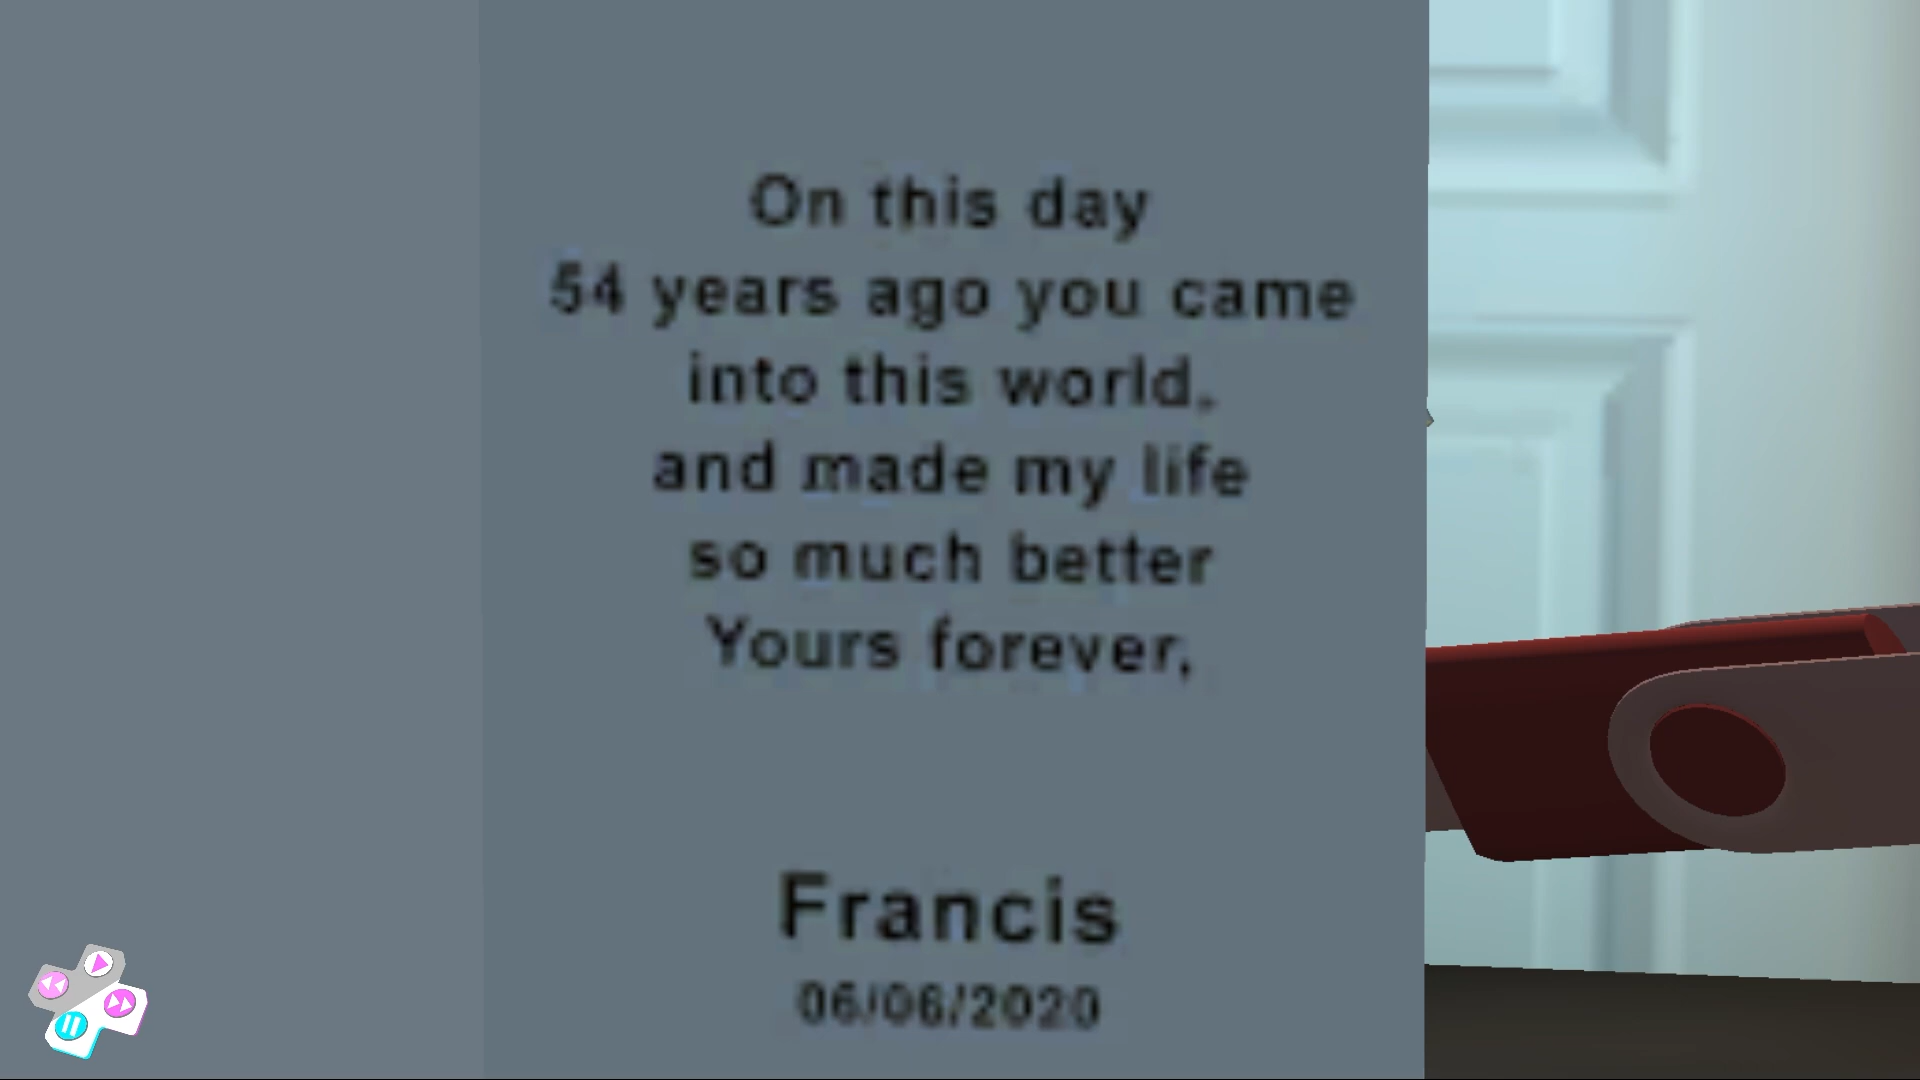 On this day
54 years ago you came
into this world,
and made my life
so much better
Yours forever,
Francis
06/06/2020